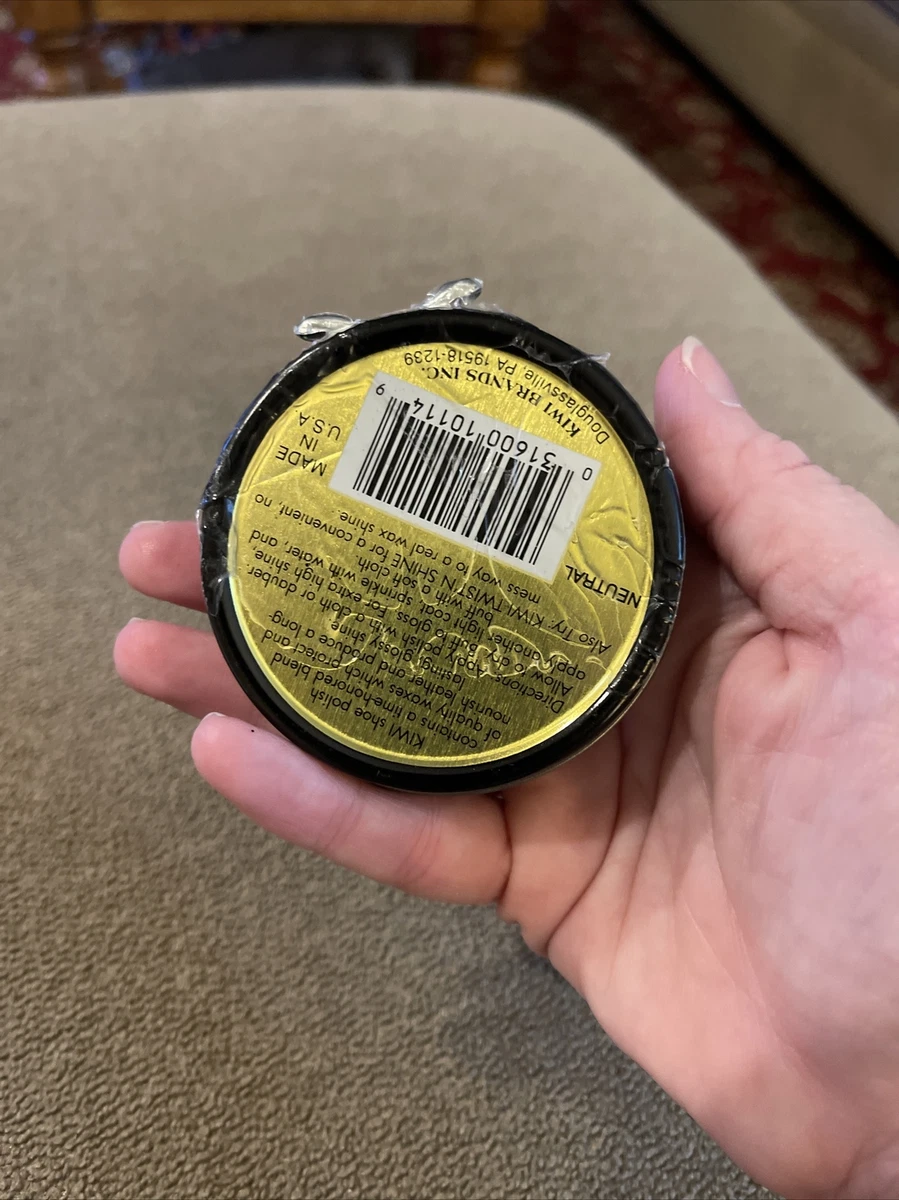 KIWI shoe polish
contains a time-honored blend
of quality waxes which protect and
nourish leather and produce a long-
lasting, glossy shine.
Directions: Apply polish with a cloth or dauber.
Allow to dry. Buff to gloss. For extra high shine,
apply another light coat, sprinkle with water, and
buff with a soft cloth.
Also Try: KIWI TWIST'N SHINE for a convenient, no
mess way to a real wax shine.
NEUTRAL
MADE
IN
U.S.A.
0 31600 10114 9
KIWI BRANDS INC.
Douglassville, PA 19518-1239